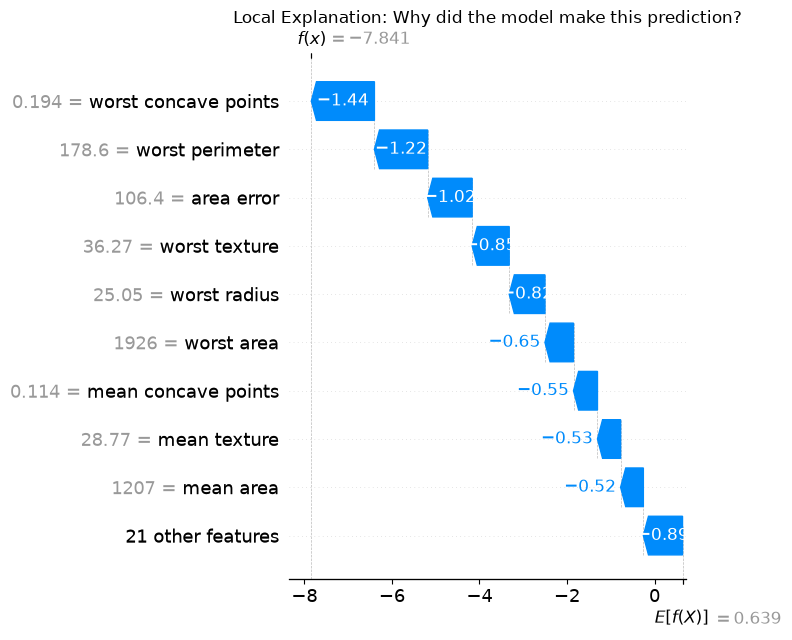 Local Explanation: Why did the model make this prediction?
f(x) = −7.841
0.194 = worst concave points −1.44
178.6 = worst perimeter −1.22
106.4 = area error −1.02
36.27 = worst texture −0.85
25.05 = worst radius −0.82
1926 = worst area −0.65
0.114 = mean concave points −0.55
28.77 = mean texture −0.53
1207 = mean area −0.52
21 other features −0.89
−8 −6 −4 −2 0
E[f(X)] = 0.639